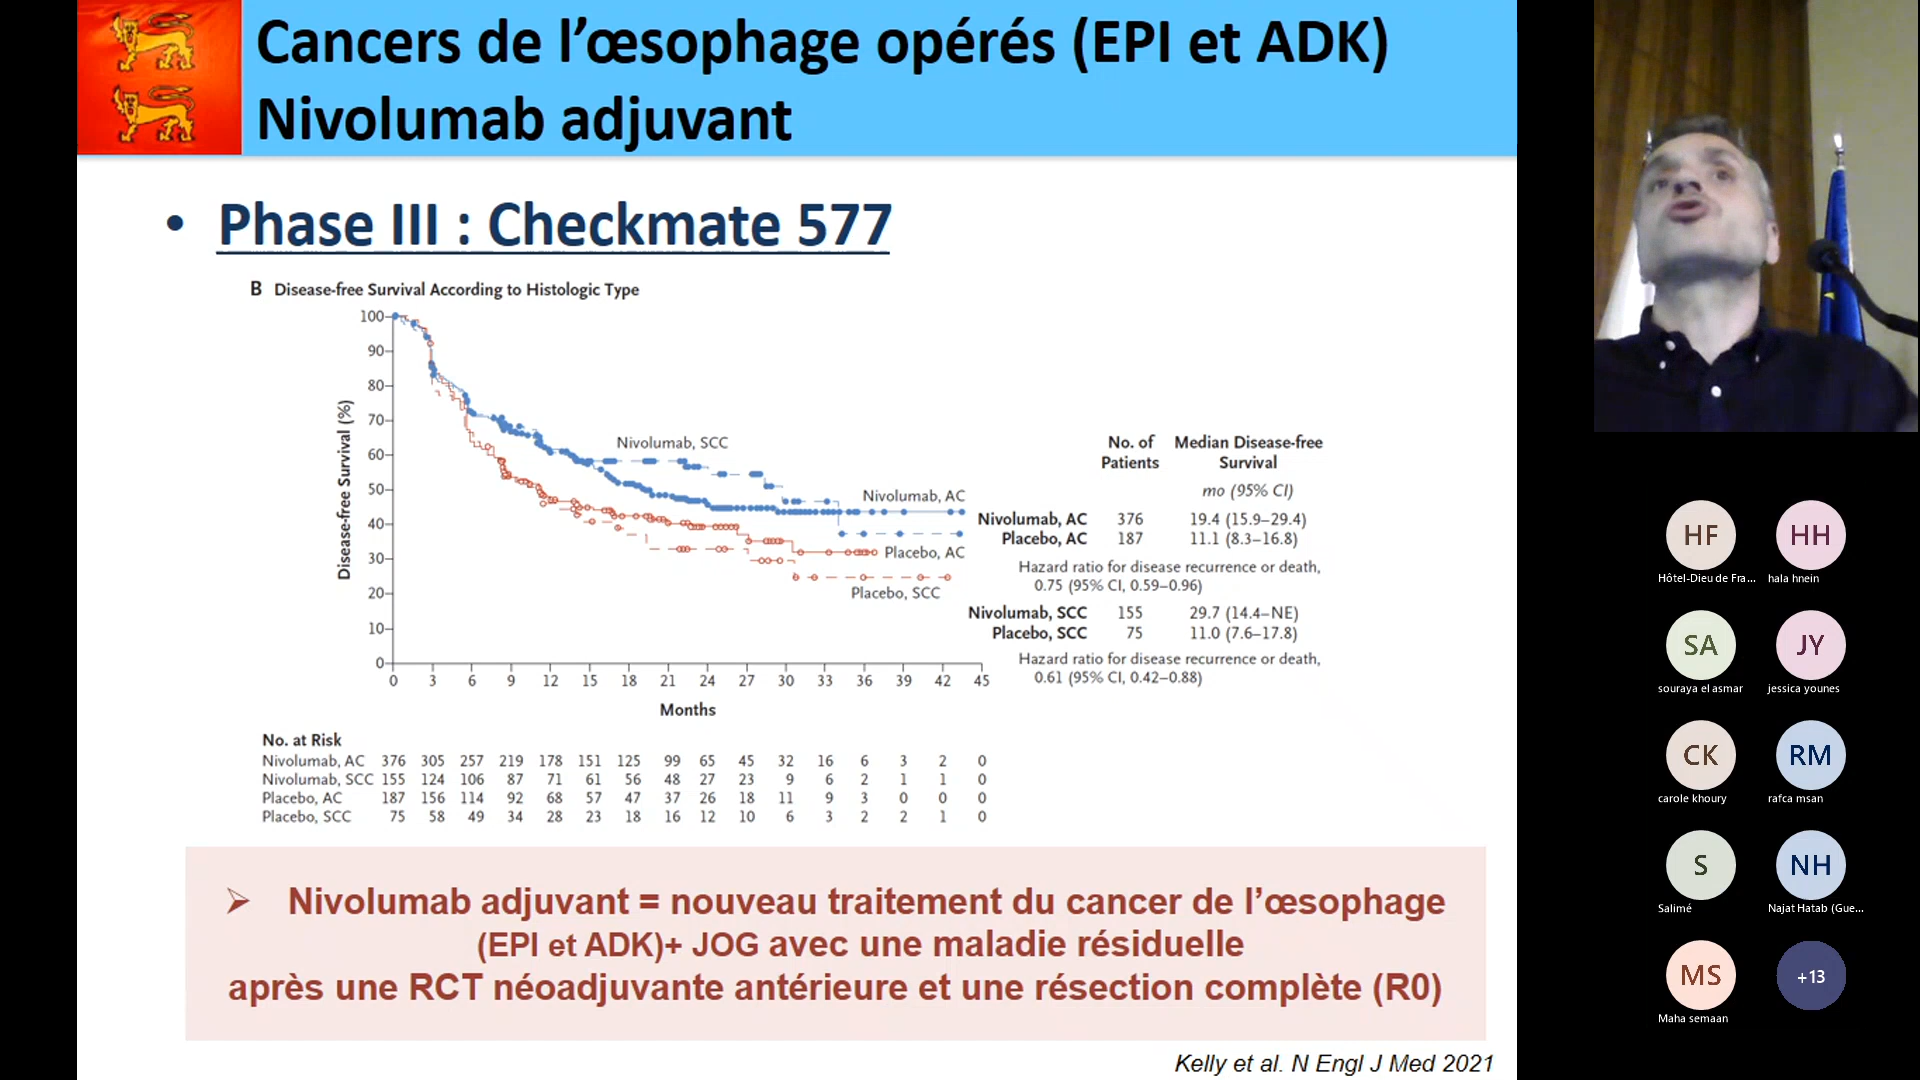 Cancers de l'œsophage opérés (EPI et ADK)
Nivolumab adjuvant
• Phase III : Checkmate 577
B Disease-free Survival According to Histologic Type
Disease-free Survival (%)
100
90
80
70
60
50
40
30
20
10
0
Nivolumab, SCC
Nivolumab, AC
Placebo, AC
Placebo, SCC
0 3 6 9 12 15 18 21 24 27 30 33 36 39 42 45
Months
No. of Patients
Median Disease-free Survival
mo (95% CI)
Nivolumab, AC 376 19.4 (15.9–29.4)
Placebo, AC 187 11.1 (8.3–16.8)
Hazard ratio for disease recurrence or death,
0.75 (95% CI, 0.59–0.96)
Nivolumab, SCC 155 29.7 (14.4–NE)
Placebo, SCC 75 11.0 (7.6–17.8)
Hazard ratio for disease recurrence or death,
0.61 (95% CI, 0.42–0.88)
No. at Risk
Nivolumab, AC 376 305 257 219 178 151 125 99 65 45 32 16 6 3 2 0
Nivolumab, SCC 155 124 106 87 71 61 56 48 27 23 9 6 2 1 1 0
Placebo, AC 187 156 114 92 68 57 47 37 26 18 11 9 3 0 0 0
Placebo, SCC 75 58 49 34 28 23 18 16 12 10 6 3 2 2 1 0
➢ Nivolumab adjuvant = nouveau traitement du cancer de l'œsophage
(EPI et ADK)+ JOG avec une maladie résiduelle
après une RCT néoadjuvante antérieure et une résection complète (R0)
Kelly et al. N Engl J Med 2021
HF HH
Hôtel-Dieu de Fra... hala hnein
SA JY
souraya el asmar jessica younes
CK RM
carole khoury rafca msan
S NH
Salimé Najat Hatab (Gue...
MS +13
Maha semaan